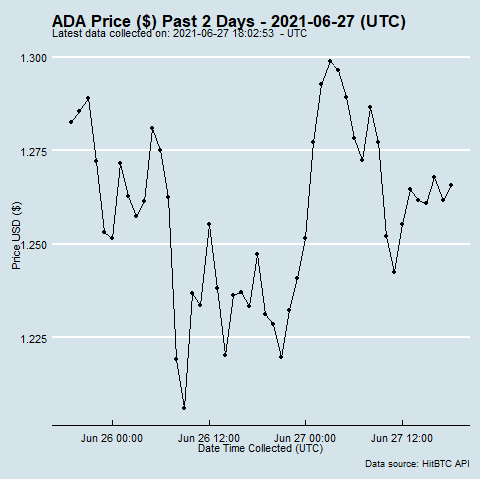 ADA Price ($) Past 2 Days - 2021-06-27 (UTC)
Latest data collected on: 2021-06-27 18:02:53 - UTC
1.300
1.275
1.250
1.225
Price USD ($)
Jun 26 00:00 Jun 26 12:00 Jun 27 00:00 Jun 27 12:00
Date Time Collected (UTC)
Data source: HitBTC API